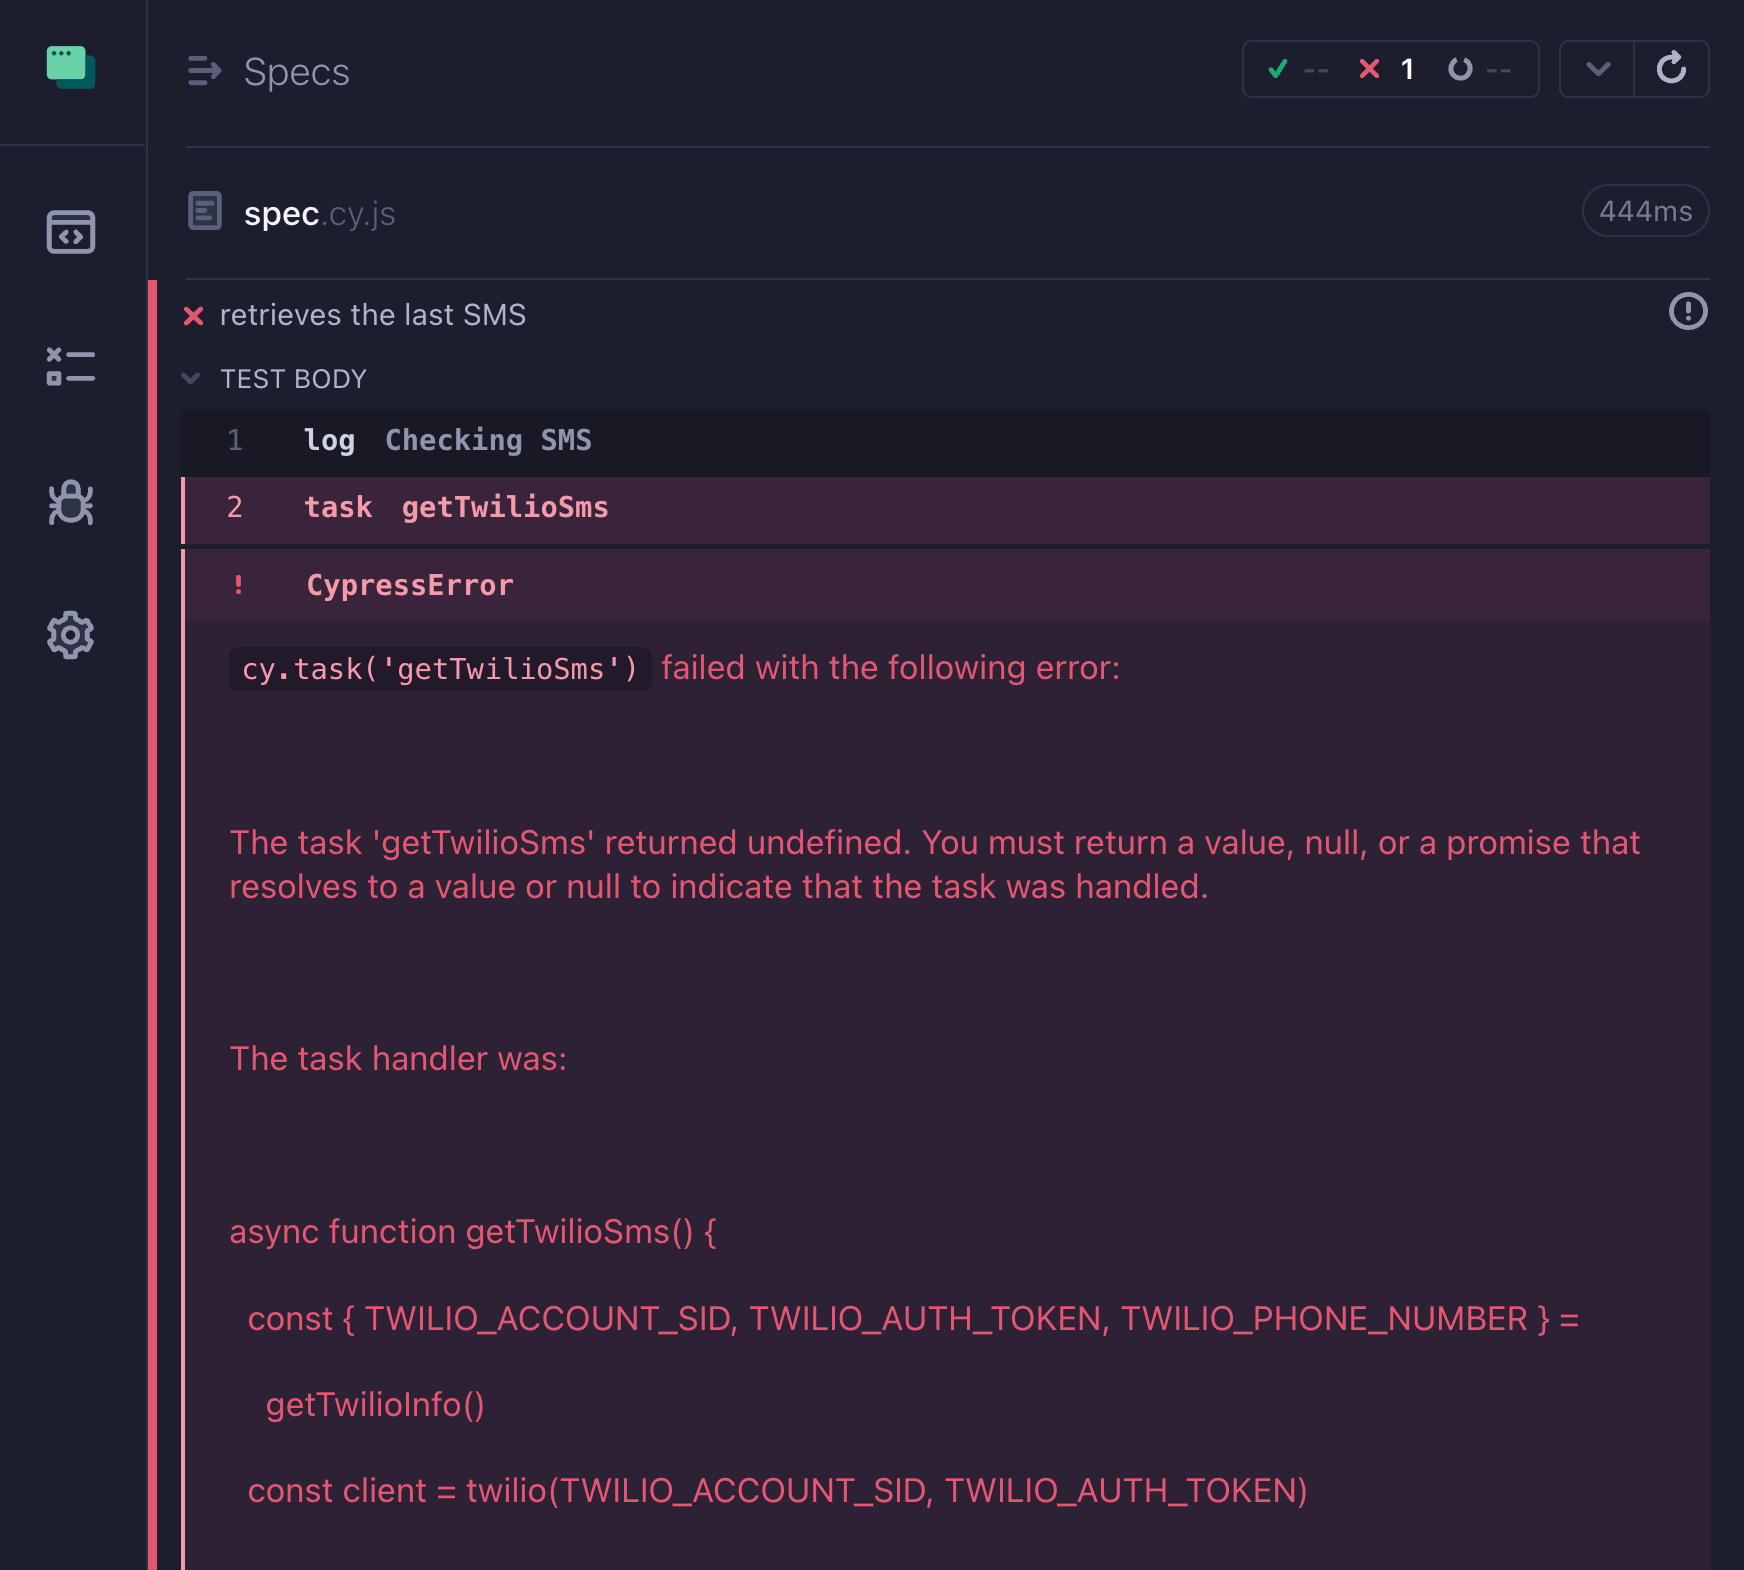 Specs
-- 1 --
spec.cy.js 444ms
retrieves the last SMS
TEST BODY
1 log Checking SMS
2 task getTwilioSms
! CypressError
cy.task('getTwilioSms') failed with the following error:
The task 'getTwilioSms' returned undefined. You must return a value, null, or a promise that
resolves to a value or null to indicate that the task was handled.
The task handler was:
async function getTwilioSms() {
const { TWILIO_ACCOUNT_SID, TWILIO_AUTH_TOKEN, TWILIO_PHONE_NUMBER } =
getTwilioInfo()
const client = twilio(TWILIO_ACCOUNT_SID, TWILIO_AUTH_TOKEN)